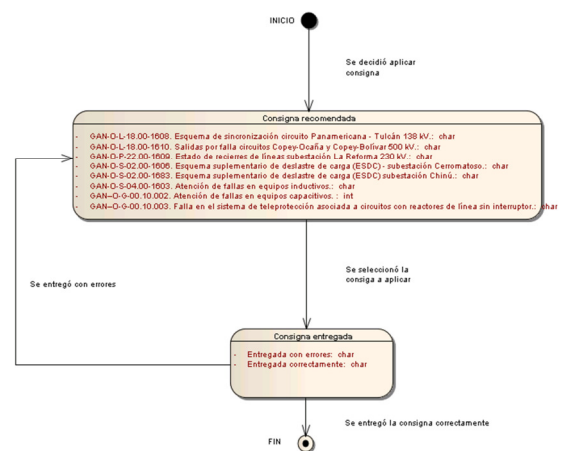 INICIO
Se decidió aplicar
consigna
Consigna recomendada
- GAN-O-L-18.00-1608. Esquema de sincronización circuito Panamericana - Tulcán 138 kV.: char
- GAN-O-L-18.00-1610. Salidas por falla circuitos Copey-Ocaña y Copey-Bolívar 500 kV.: char
- GAN-O-P-22.00-1609. Estado de recierres de líneas subestación La Reforma 230 kV.: char
- GAN-O-S-02.00-1606. Esquema suplementario de deslastre de carga (ESDC) - subestación Cerromatoso.: char
- GAN-O-S-02.00-1683. Esquema suplementario de deslastre de carga (ESDC) subestación Chinú.: char
- GAN-O-S-04.00-1603. Atención de fallas en equipos inductivos.: char
- GAN--O-G-00.10.002. Atención de fallas en equipos capacitivos. : int
- GAN--O-G-00.10.003. Falla en el sistema de teleprotección asociada a circuitos con reactores de línea sin interruptor.: char
Se seleccionó la
consiga a aplicar
Se entregó con errores
Consigna entregada
- Entregada con errores: char
- Entregada correctamente: char
Se entregó la consigna correctamente
FIN